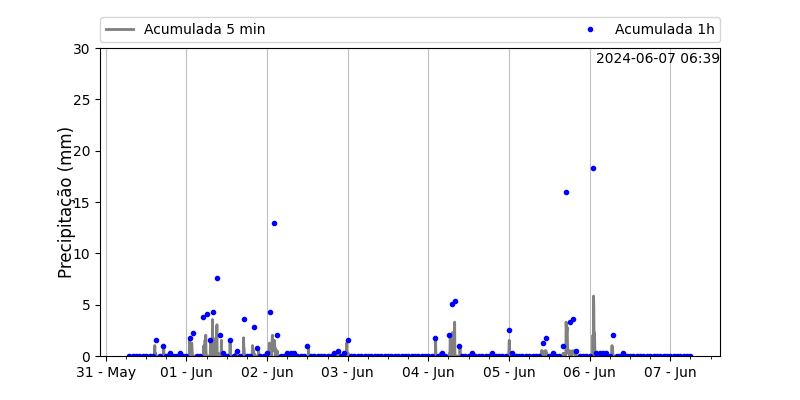 Acumulada 5 min Acumulada 1h
2024-06-07 06:39
Precipitação (mm)
30
25
20
15
10
5
0
31 - May 01 - Jun 02 - Jun 03 - Jun 04 - Jun 05 - Jun 06 - Jun 07 - Jun